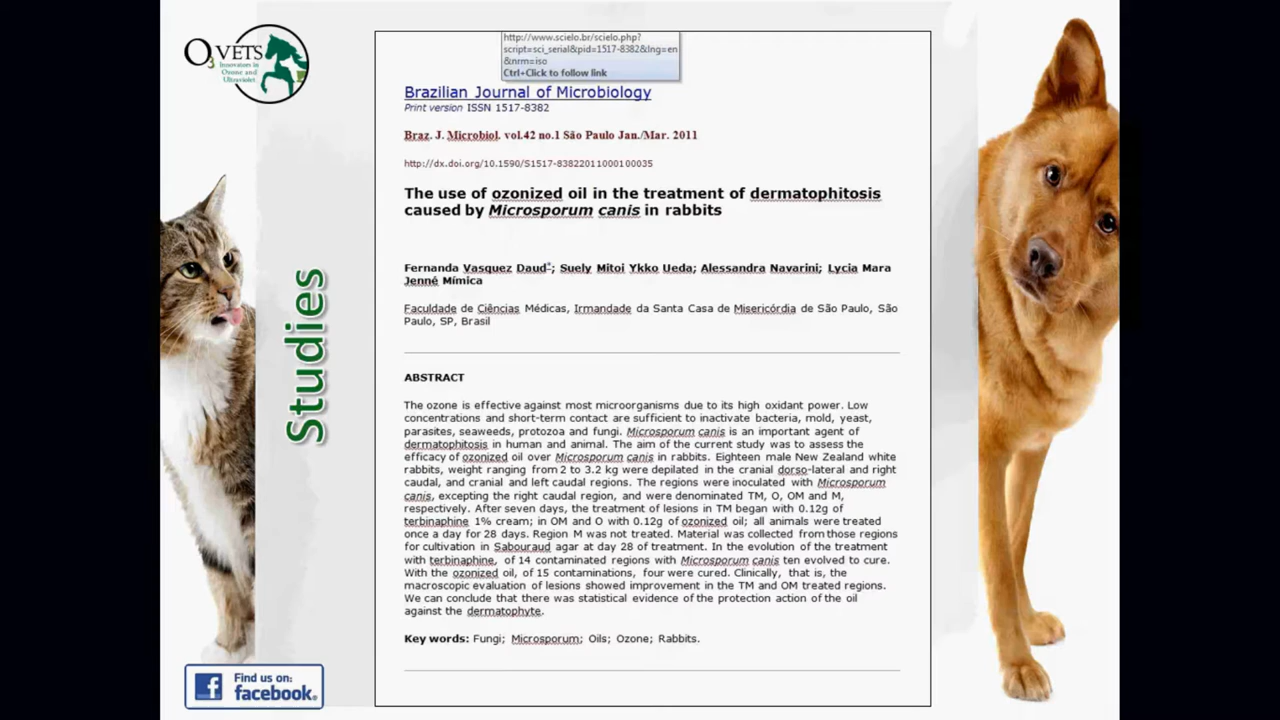 O3 VETS
Innovators in
Ozone and
Ultraviolet
http://www.scielo.br/scielo.php?
script=sci_serial&pid=1517-8382&lng=en
&nrm=iso
Ctrl+Click to follow link
Brazilian Journal of Microbiology
Print version ISSN 1517-8382
Braz. J. Microbiol. vol.42 no.1 São Paulo Jan./Mar. 2011
http://dx.doi.org/10.1590/S1517-83822011000100035
The use of ozonized oil in the treatment of dermatophitosis
caused by Microsporum canis in rabbits
Fernanda Vasquez Daud*; Suely Mitoi Ykko Ueda; Alessandra Navarini; Lycia Mara
Jenné Mímica
Faculdade de Ciências Médicas, Irmandade da Santa Casa de Misericórdia de São Paulo, São
Paulo, SP, Brasil
Studies
ABSTRACT
The ozone is effective against most microorganisms due to its high oxidant power. Low
concentrations and short-term contact are sufficient to inactivate bacteria, mold, yeast,
parasites, seaweeds, protozoa and fungi. Microsporum canis is an important agent of
dermatophitosis in human and animal. The aim of the current study was to assess the
efficacy of ozonized oil over Microsporum canis in rabbits. Eighteen male New Zealand white
rabbits, weight ranging from 2 to 3.2 kg were depilated in the cranial dorso-lateral and right
caudal, and cranial and left caudal regions. The regions were inoculated with Microsporum
canis, excepting the right caudal region, and were denominated TM, O, OM and M,
respectively. After seven days, the treatment of lesions in TM began with 0.12g of
terbinaphine 1% cream; in OM and O with 0.12g of ozonized oil; all animals were treated
once a day for 28 days. Region M was not treated. Material was collected from those regions
for cultivation in Sabouraud agar at day 28 of treatment. In the evolution of the treatment
with terbinaphine, of 14 contaminated regions with Microsporum canis ten evolved to cure.
With the ozonized oil, of 15 contaminations, four were cured. Clinically, that is, the
macroscopic evaluation of lesions showed improvement in the TM and OM treated regions.
We can conclude that there was statistical evidence of the protection action of the oil
against the dermatophyte.
Key words: Fungi; Microsporum; Oils; Ozone; Rabbits.
Find us on:
facebook®